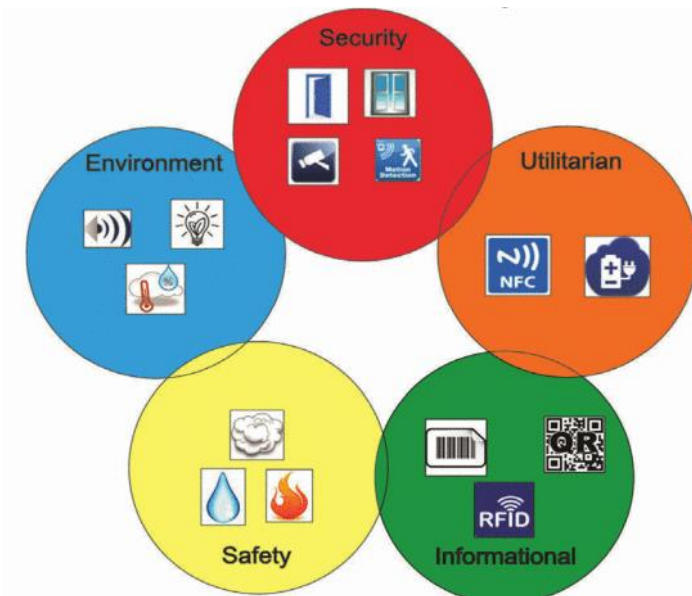 Security
Motion
Detection
Environment
Utilitarian
%
NFC
QR
RFID
Safety
Informational